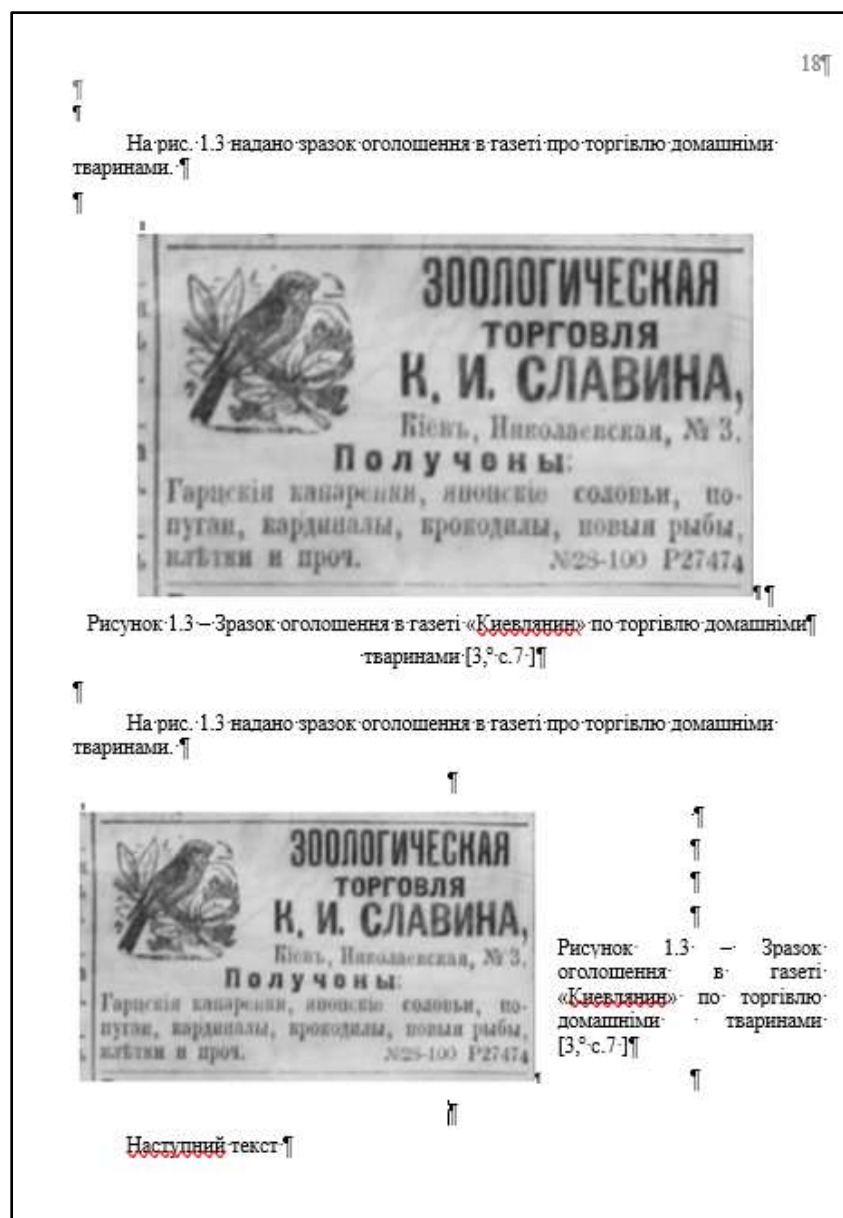 18¶
¶
¶
На рис. 1.3 надано зразок оголошення в газеті про торгівлю домашніми
тваринами. ¶
¶
ЗООЛОГИЧЕСКАЯ
ТОРГОВЛЯ
К. И. СЛАВИНА,
Кіевъ, Николаевская, № 3.
Получены:
Гарцскія канарейки, японскіе соловьи, по-
пугаи, кардиналы, крокодилы, новыя рыбы,
клѣтки и проч. №28-100 Р27474
¶¶
Рисунок 1.3 – Зразок оголошення в газеті «Киевлянин» по торгівлю домашніми¶
тваринами [3,° с.7 ]¶
¶
На рис. 1.3 надано зразок оголошення в газеті про торгівлю домашніми
тваринами. ¶
¶
ЗООЛОГИЧЕСКАЯ
ТОРГОВЛЯ
К. И. СЛАВИНА,
Кіевъ, Николаевская, № 3.
Получены:
Гарцскія канарейки, японскіе соловьи, по-
пугаи, кардиналы, крокодилы, новыя рыбы,
клѣтки и проч. №28-100 Р27474
¶
¶
¶
¶
¶
Рисунок 1.3 – Зразок
оголошення в газеті
«Киевлянин» по торгівлю
домашніми тваринами
[3,° с.7 ]¶
¶
¶
Наступний текст ¶